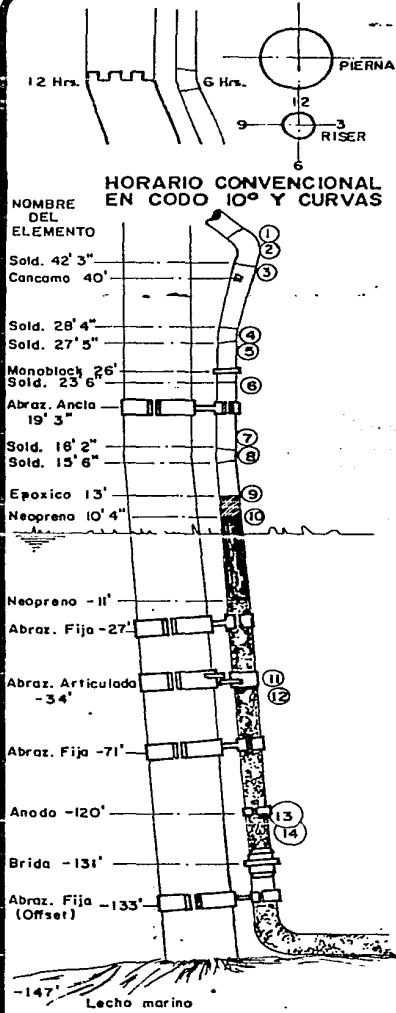 12 Hrs.
6 Hrs.
PIERNA
12
9
3
RISER
6
HORARIO CONVENCIONAL
EN CODO 10° Y CURVAS
NOMBRE
DEL
ELEMENTO
1
2
Sold. 42' 3"
3
Cancamo 40'
Sold. 28' 4"
4
Sold. 27' 5"
5
Monoblock 26'
Sold. 23' 6"
6
Abraz. Ancla
19' 3"
7
Sold. 16' 2"
8
Sold. 15' 6"
Epoxico 13'
9
Neopreno 10' 4"
10
Neopreno -11'
Abraz. Fija -27'
Abraz. Articulada
-34'
11
12
Abraz. Fija -71'
Anodo -120'
13
14
Brida -131'
Abraz. Fija -133'
(Offset)
-147'
Lecho marino